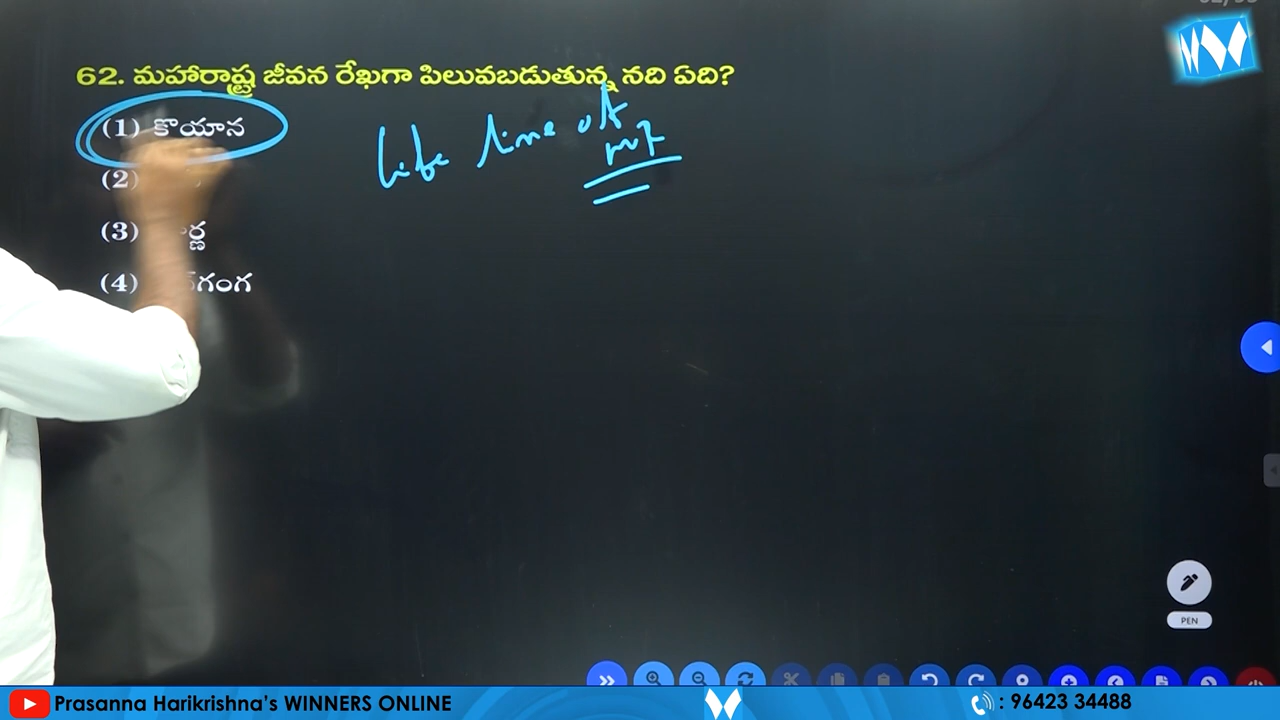 62. మహారాష్ట్ర జీవన రేఖగా పిలువబడుతున్న నది ఏది?
(1) కొయాన
Life line of
(2)
(3)
(4)
PEN
Prasanna Harikrishna's WINNERS ONLINE
: 96423 34488